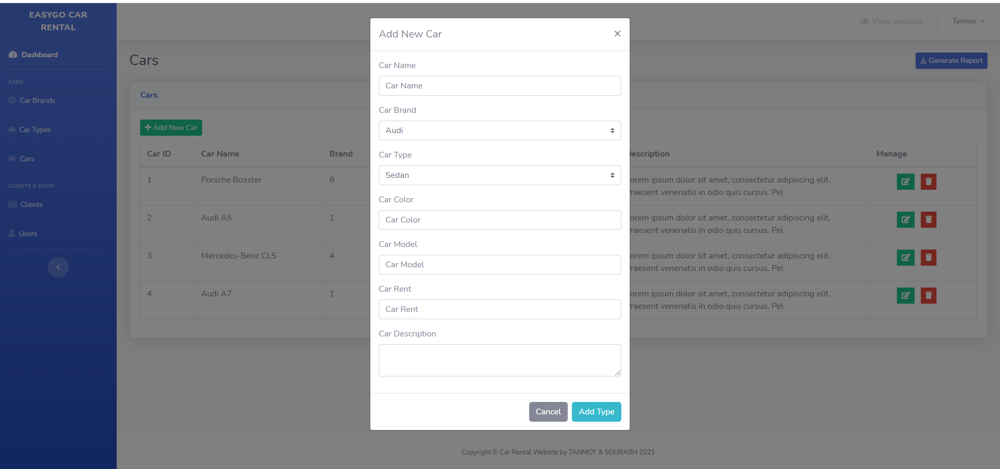 EASYGO CAR
RENTAL
Dashboard
CARS
Car Brands
Car Types
Cars
CLIENTS & STAFF
Clients
Users
View website
Tanmoy
Cars
Generate Report
Cars
Add New Car
Car ID
Car Name
Brand
Description
Manage
1
Porsche Boxster
6
orem ipsum dolor sit amet, consectetur adipiscing elit.
raesent venenatis in odio quis cursus. Pel
2
Audi A5
1
orem ipsum dolor sit amet, consectetur adipiscing elit.
raesent venenatis in odio quis cursus. Pel
3
Mercedes-Benz CLS
4
orem ipsum dolor sit amet, consectetur adipiscing elit.
raesent venenatis in odio quis cursus. Pel
4
Audi A7
1
orem ipsum dolor sit amet, consectetur adipiscing elit.
raesent venenatis in odio quis cursus. Pel
Add New Car
×
Car Name
Car Name
Car Brand
Audi
Car Type
Sedan
Car Color
Car Color
Car Model
Car Model
Car Rent
Car Rent
Car Description
Cancel
Add Type
Copyright © Car Rental Website by TANMOY & SOURABH 2021